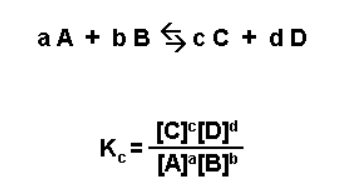 a A + b B ⇆ c C + d D
K_c = [C]^c[D]^d / [A]^a[B]^b